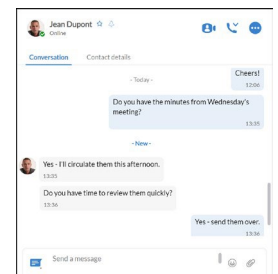 Jean Dupont
Online
Conversation
Contact details
- Today -
Cheers!
12:06
Do you have the minutes from Wednesday's
meeting?
13:35
- New -
Yes - I'll circulate them this afternoon.
13:35
Do you have time to review them quickly?
13:36
Yes - send them over.
13:36
Send a message